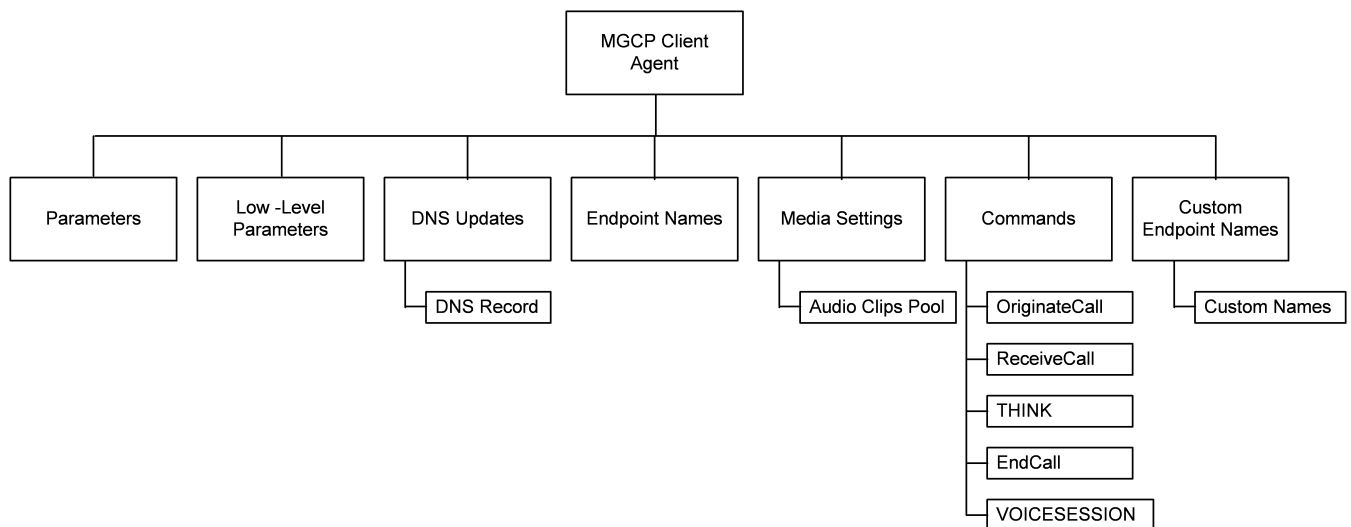 MGCP Client
Agent
Parameters
Low -Level
Parameters
DNS Updates
Endpoint Names
Media Settings
Commands
Custom
Endpoint Names
DNS Record
Audio Clips Pool
OriginateCall
Custom Names
ReceiveCall
THINK
EndCall
VOICESESSION